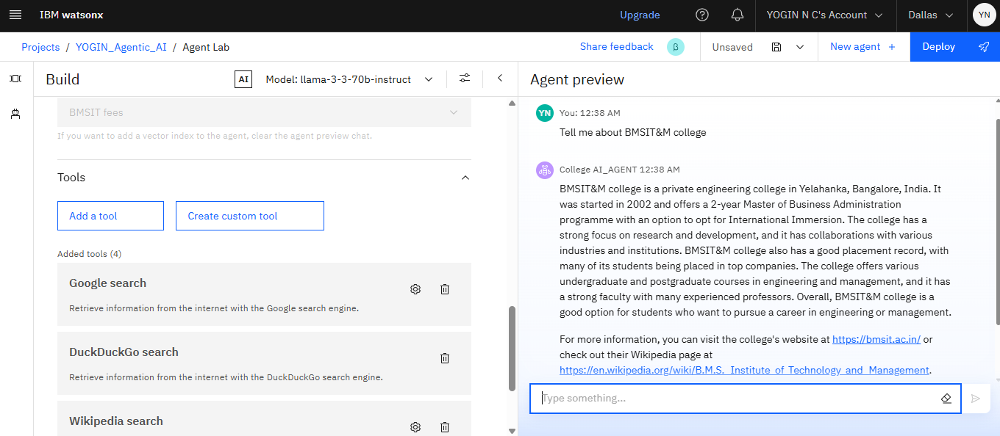 IBM watsonx
Upgrade
YOGIN N C's Account
Dallas
YN
Projects / YOGIN_Agentic_AI / Agent Lab
Share feedback
β
Unsaved
New agent +
Deploy
Build
AI
Model: llama-3-3-70b-instruct
BMSIT fees
If you want to add a vector index to the agent, clear the agent preview chat.
Tools
Add a tool
Create custom tool
Added tools (4)
Google search
Retrieve information from the internet with the Google search engine.
DuckDuckGo search
Retrieve information from the internet with the DuckDuckGo search engine.
Wikipedia search
Agent preview
YN
You: 12:38 AM
Tell me about BMSIT&M college
College AI_AGENT 12:38 AM
BMSIT&M college is a private engineering college in Yelahanka, Bangalore, India. It
was started in 2002 and offers a 2-year Master of Business Administration
programme with an option to opt for International Immersion. The college has a
strong focus on research and development, and it has collaborations with various
industries and institutions. BMSIT&M college also has a good placement record, with
many of its students being placed in top companies. The college offers various
undergraduate and postgraduate courses in engineering and management, and it has
a strong faculty with many experienced professors. Overall, BMSIT&M college is a
good option for students who want to pursue a career in engineering or management.
For more information, you can visit the college's website at https://bmsit.ac.in/ or
check out their Wikipedia page at
https://en.wikipedia.org/wiki/B.M.S._Institute_of_Technology_and_Management.
Type something...